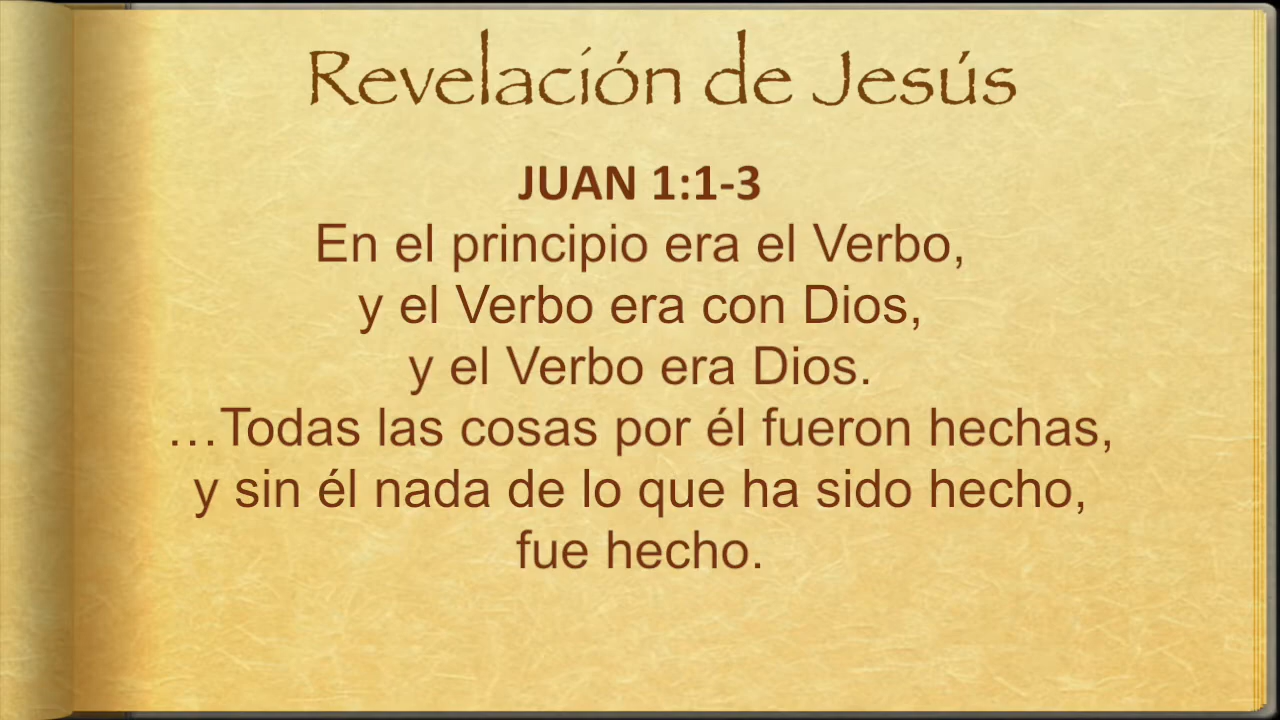 Revelación de Jesús
JUAN 1:1-3
En el principio era el Verbo,
y el Verbo era con Dios,
y el Verbo era Dios.
…Todas las cosas por él fueron hechas,
y sin él nada de lo que ha sido hecho,
fue hecho.